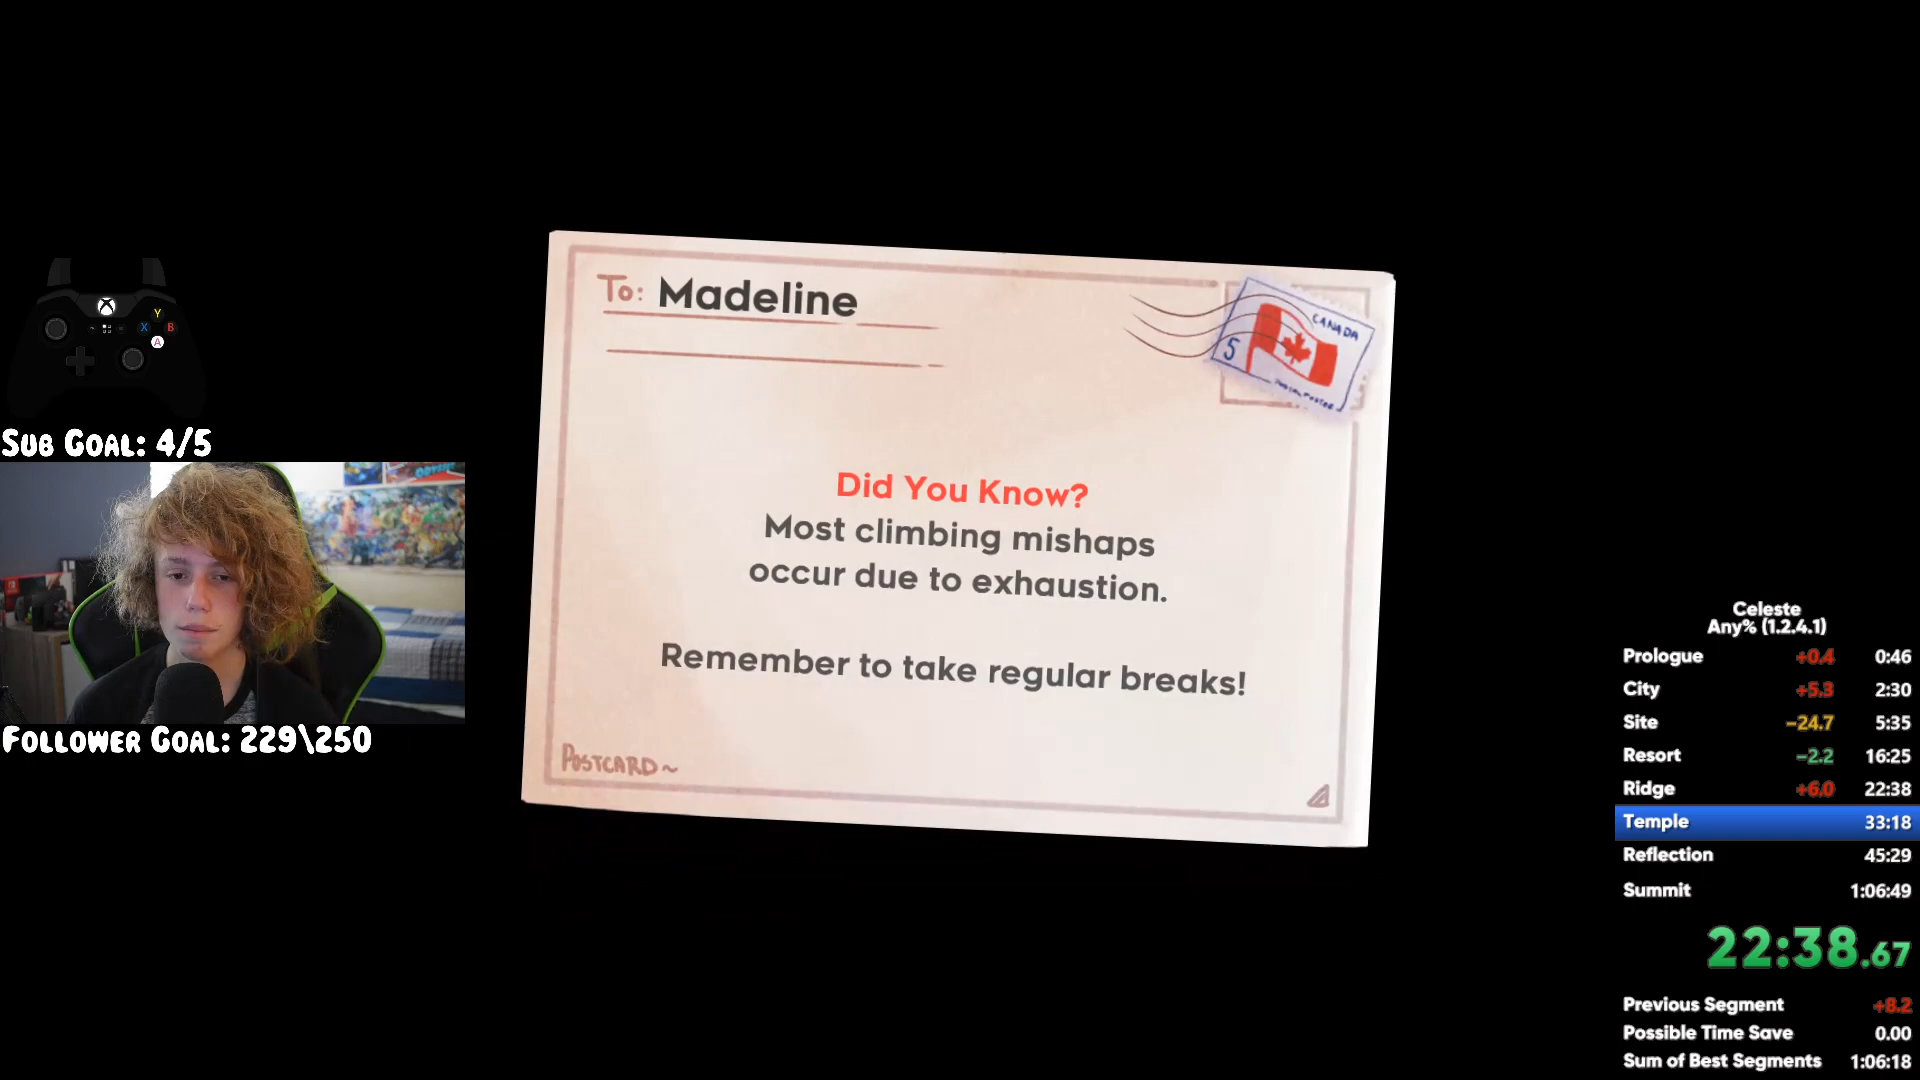 To: Madeline
CANADA
5
Did You Know?
Most climbing mishaps
occur due to exhaustion.
Remember to take regular breaks!
POSTCARD~
Y
X B
A
SUB GOAL: 4/5
FOLLOWER GOAL: 229\250
Celeste
Any% (1.2.4.1)
Prologue +0.4 0:46
City +5.3 2:30
Site −24.7 5:35
Resort −2.2 16:25
Ridge +6.0 22:38
Temple 33:18
Reflection 45:29
Summit 1:06:49
22:38.67
Previous Segment +8.2
Possible Time Save 0.00
Sum of Best Segments 1:06:18